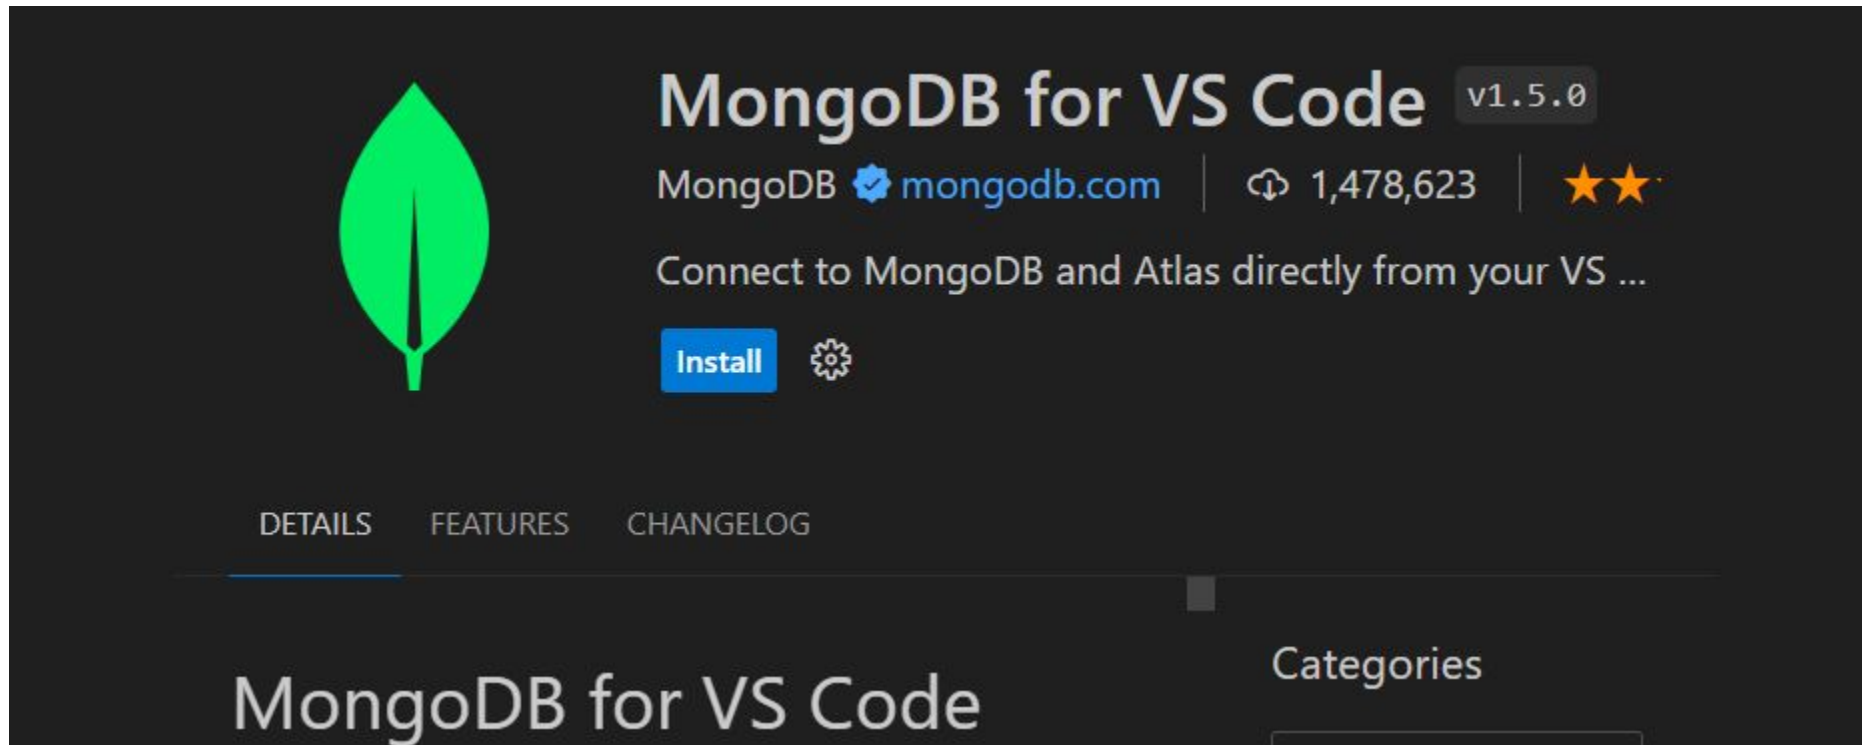 MongoDB for VS Code v1.5.0
MongoDB mongodb.com 1,478,623
Connect to MongoDB and Atlas directly from your VS ...
Install
DETAILS FEATURES CHANGELOG
MongoDB for VS Code
Categories